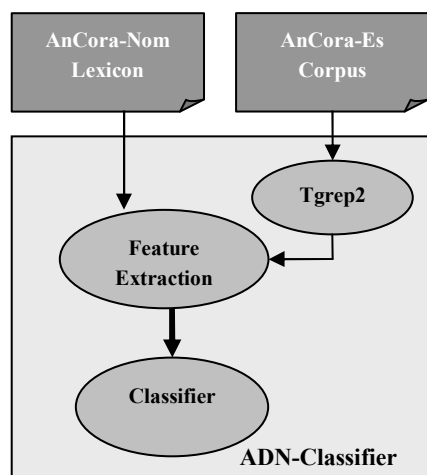 AnCora-Nom
Lexicon
AnCora-Es
Corpus
Tgrep2
Feature
Extraction
Classifier
ADN-Classifier